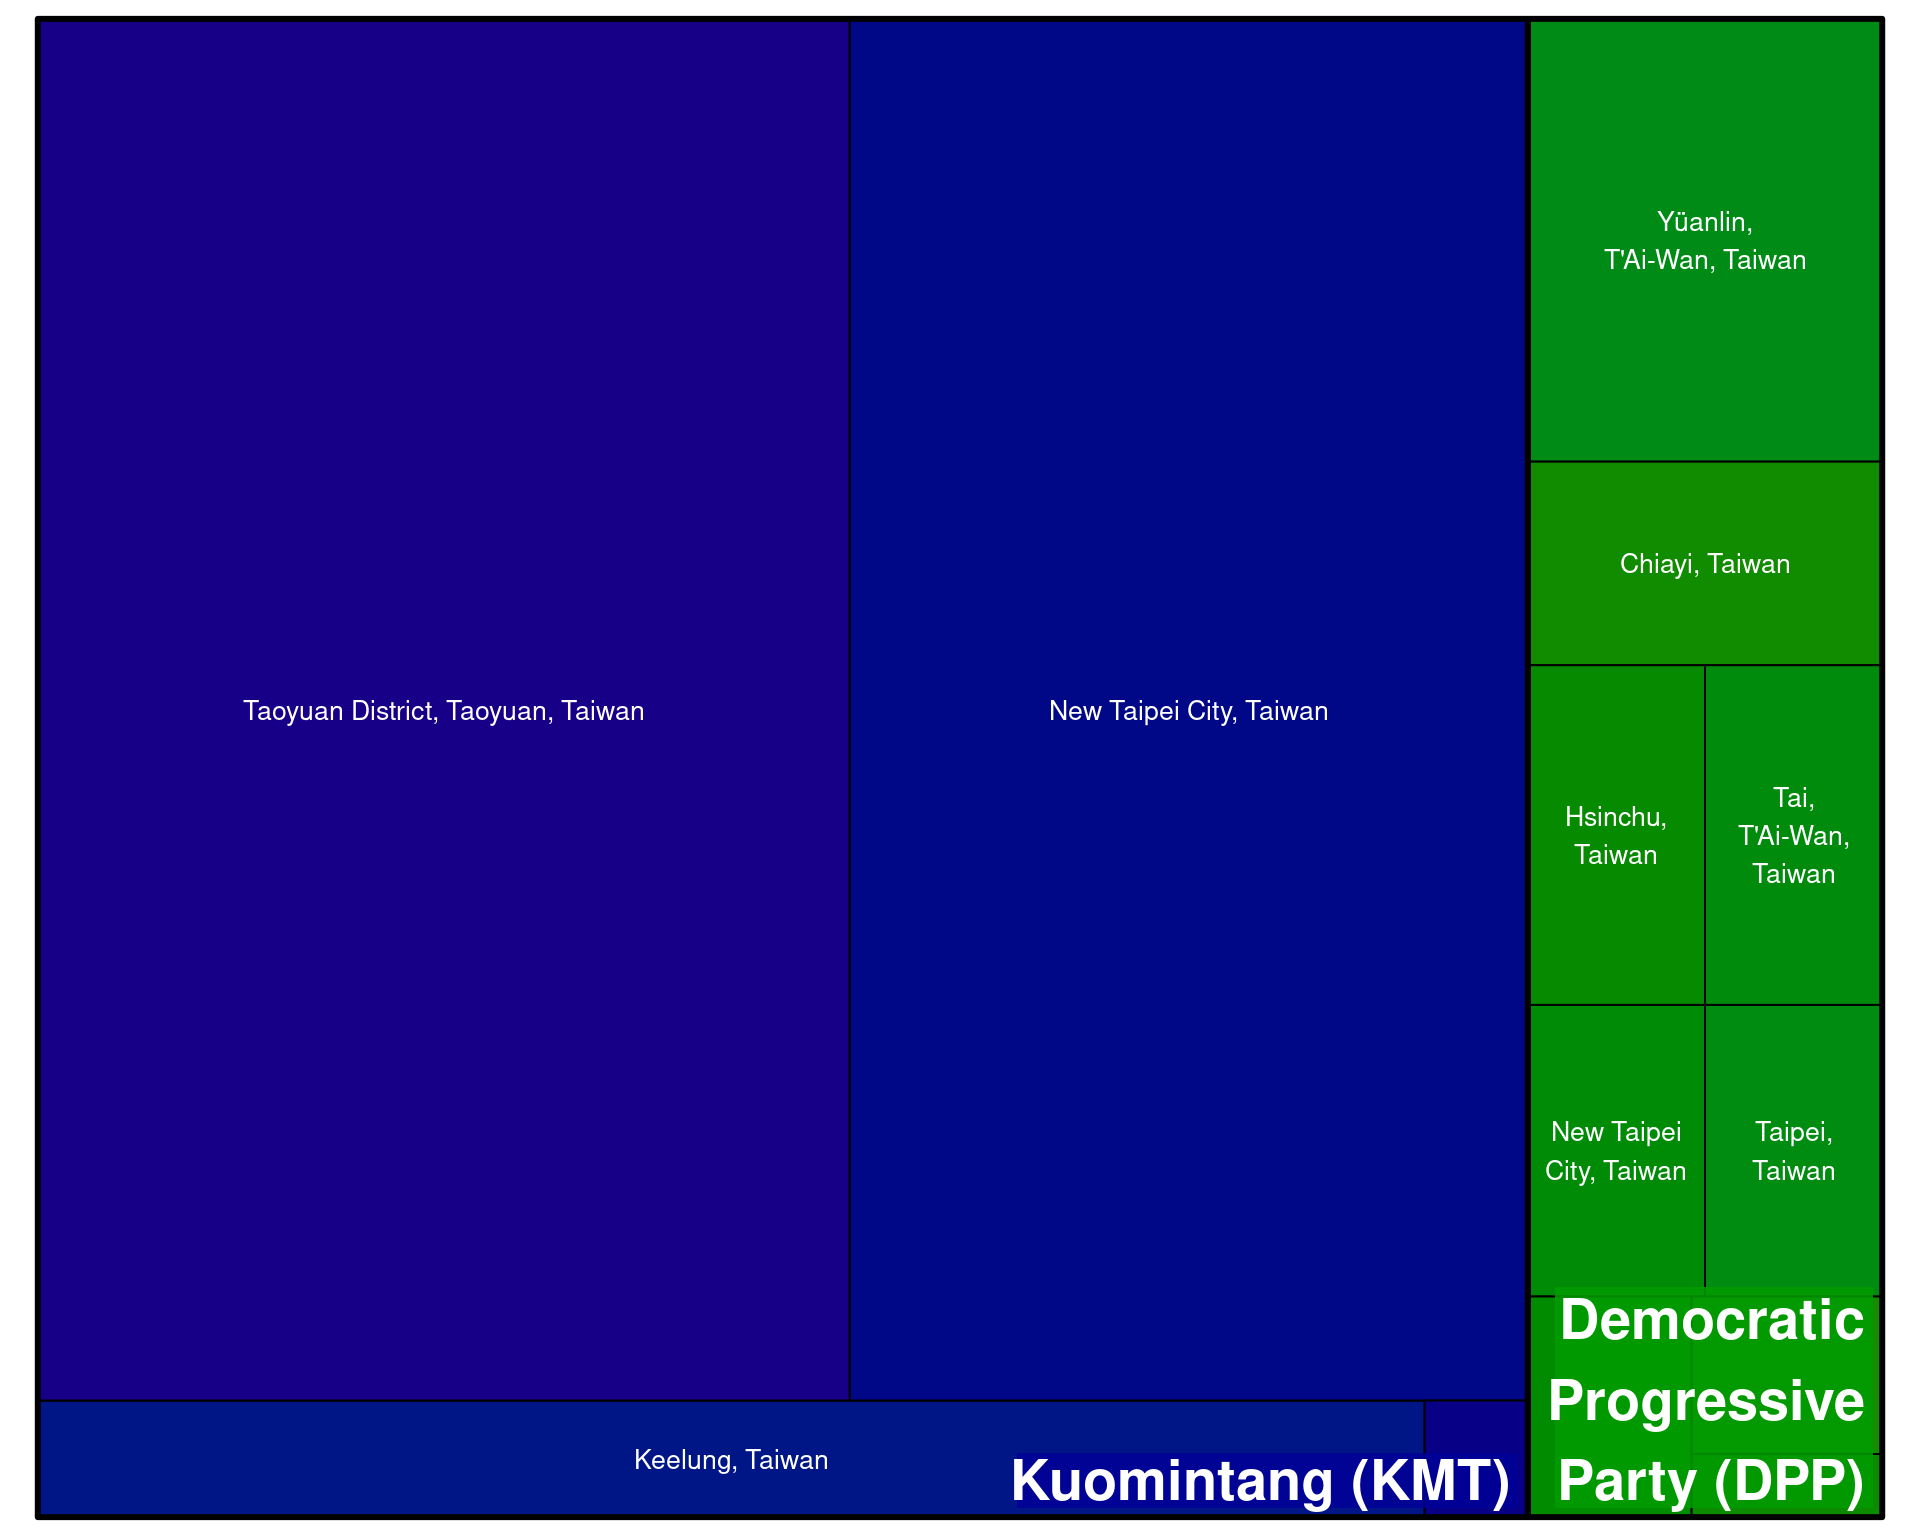 Taoyuan District, Taoyuan, Taiwan
New Taipei City, Taiwan
Keelung, Taiwan
Kuomintang (KMT)
Yüanlin,
T'Ai-Wan, Taiwan
Chiayi, Taiwan
Hsinchu,
Taiwan
Tai,
T'Ai-Wan,
Taiwan
New Taipei
City, Taiwan
Taipei,
Taiwan
Democratic
Progressive
Party (DPP)